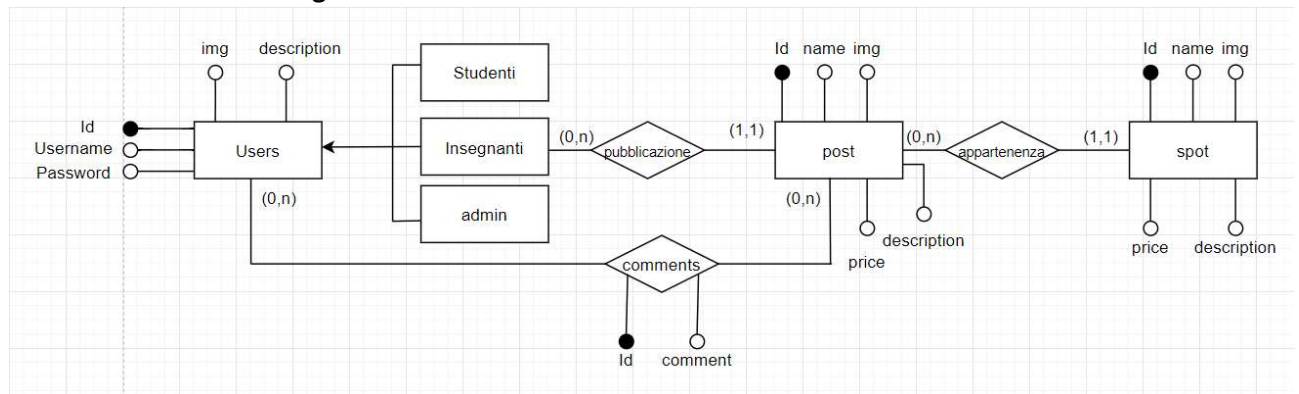 img description
Id
Username
Password
Users
(0,n)
Studenti
Insegnanti
admin
(0,n)
pubblicazione
(1,1)
Id name img
post
(0,n)
(0,n)
price
description
appartenenza
(1,1)
Id name img
spot
price description
comments
Id comment